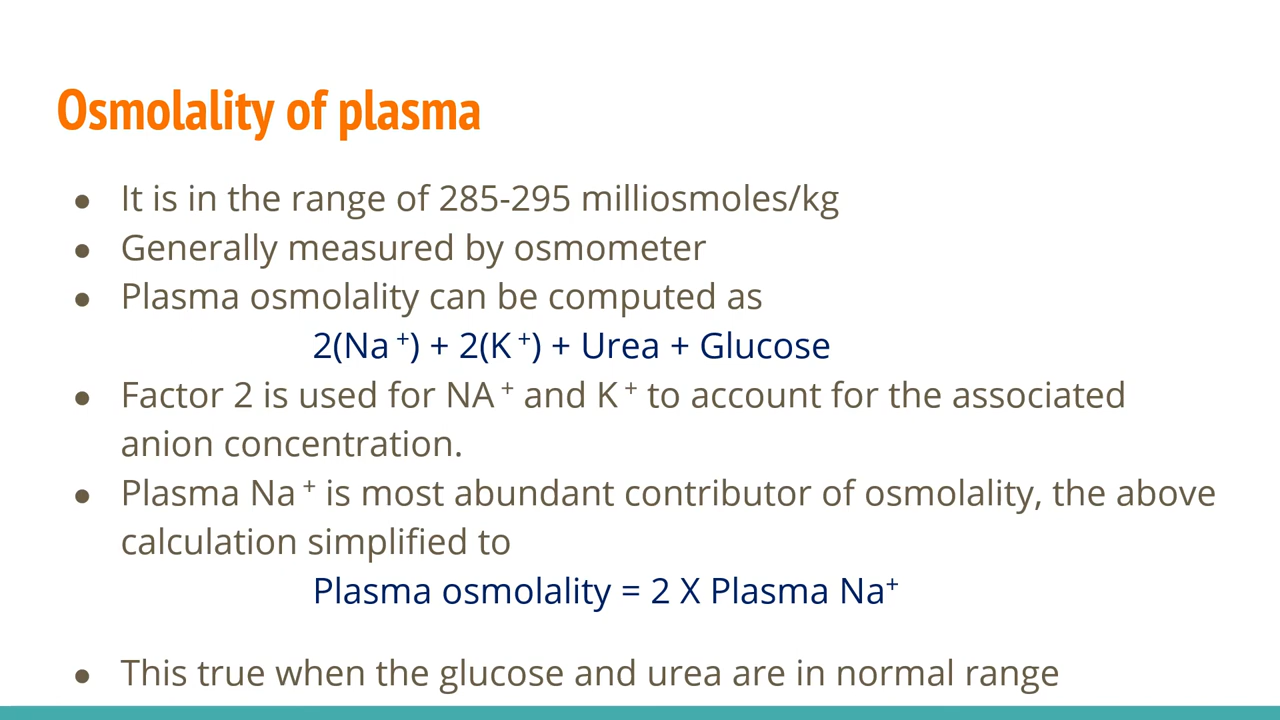 Osmolality of plasma
● It is in the range of 285-295 milliosmoles/kg
● Generally measured by osmometer
● Plasma osmolality can be computed as
2(Na⁺) + 2(K⁺) + Urea + Glucose
● Factor 2 is used for NA⁺ and K⁺ to account for the associated
anion concentration.
● Plasma Na⁺ is most abundant contributor of osmolality, the above
calculation simplified to
Plasma osmolality = 2 X Plasma Na⁺
● This true when the glucose and urea are in normal range